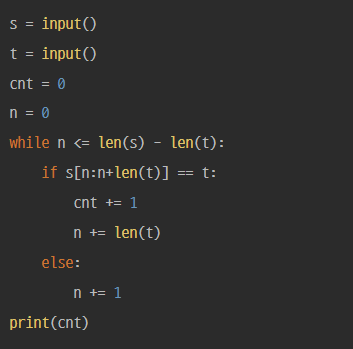 s = input()
t = input()
cnt = 0
n = 0
while n <= len(s) - len(t):
    if s[n:n+len(t)] == t:
        cnt += 1
        n += len(t)
    else:
        n += 1
print(cnt)